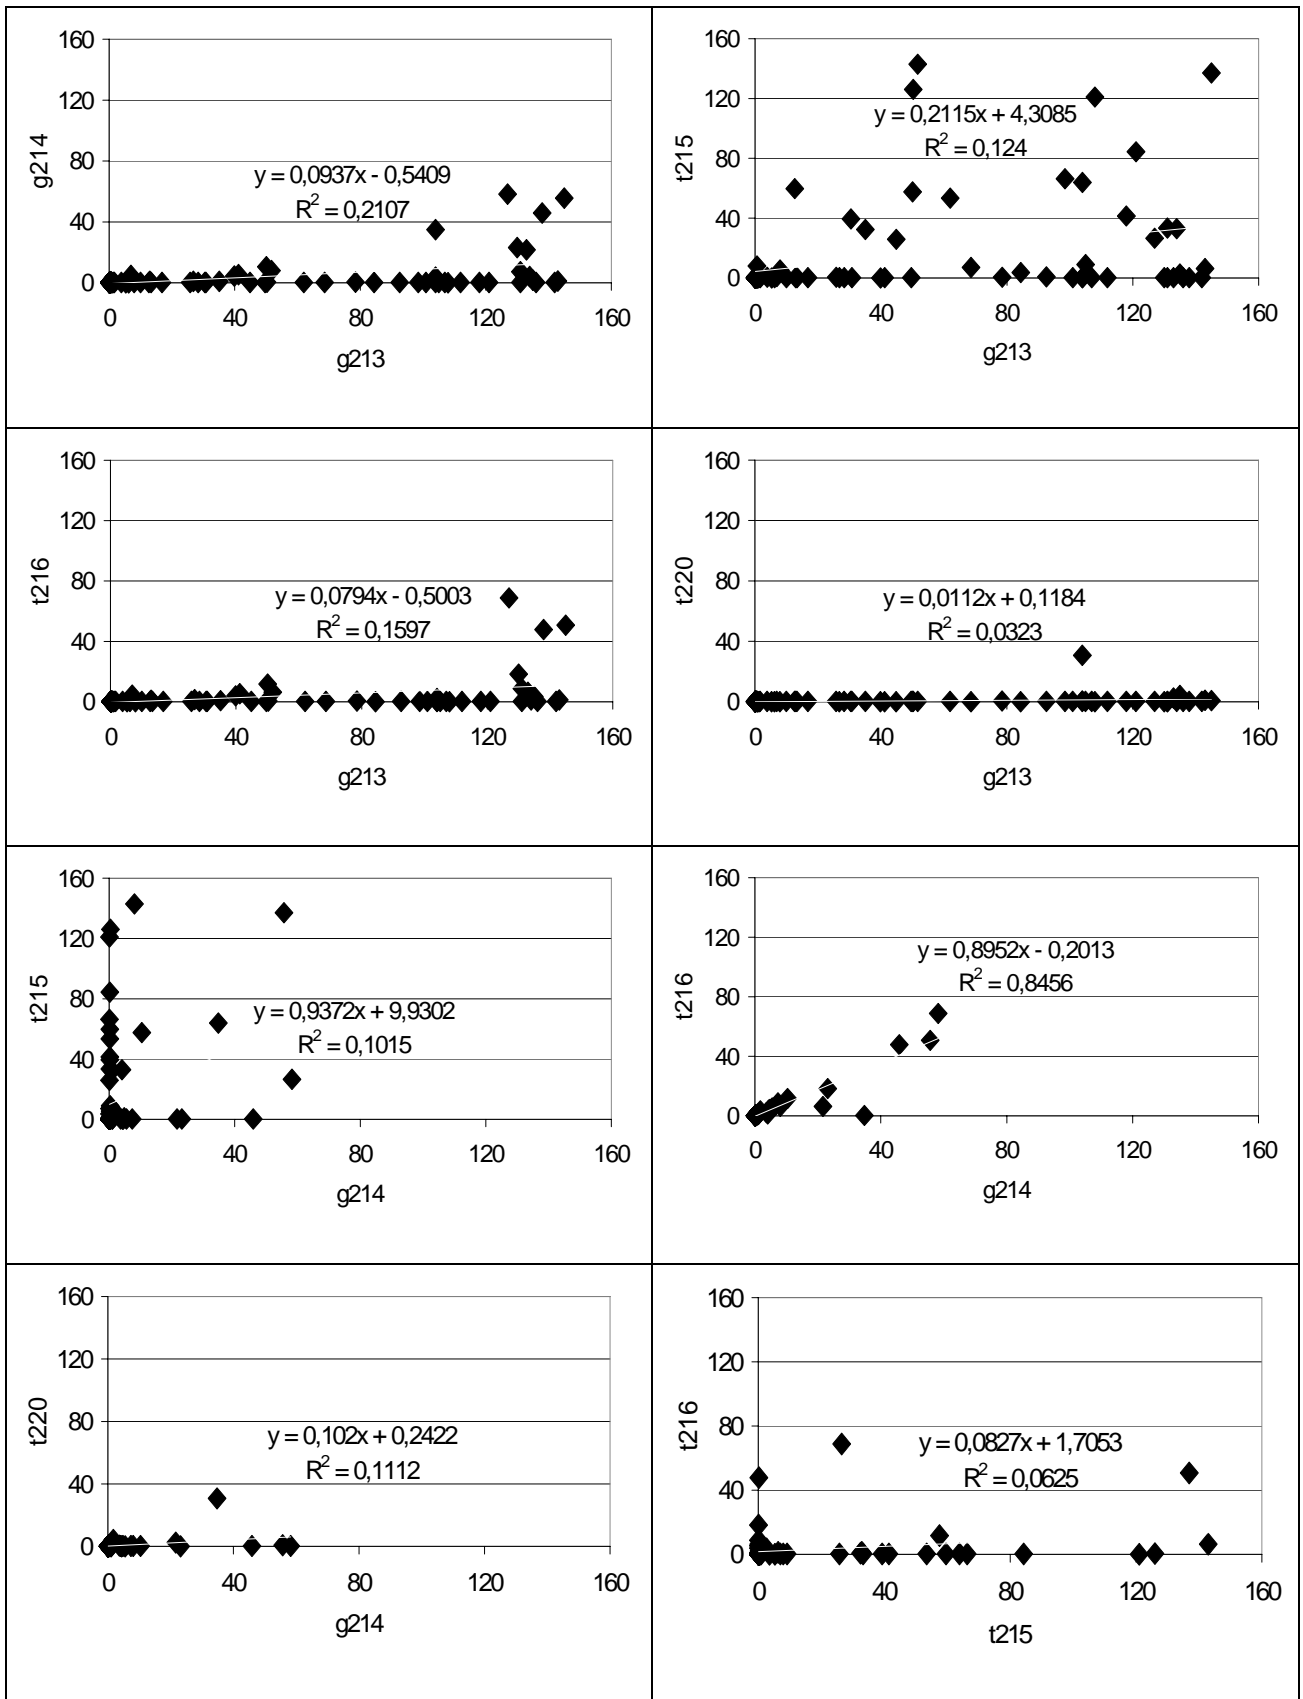 160
120
80
40
0
g214
y = 0,0937x - 0,5409
R² = 0,2107
0 40 80 120 160
g213
160
120
80
40
0
t215
y = 0,2115x + 4,3085
R² = 0,124
0 40 80 120 160
g213
160
120
80
40
0
t216
y = 0,0794x - 0,5003
R² = 0,1597
0 40 80 120 160
g213
160
120
80
40
0
t220
y = 0,0112x + 0,1184
R² = 0,0323
0 40 80 120 160
g213
160
120
80
40
0
t215
y = 0,9372x + 9,9302
R² = 0,1015
0 40 80 120 160
g214
160
120
80
40
0
t216
y = 0,8952x - 0,2013
R² = 0,8456
0 40 80 120 160
g214
160
120
80
40
0
t220
y = 0,102x + 0,2422
R² = 0,1112
0 40 80 120 160
g214
160
120
80
40
0
t216
y = 0,0827x + 1,7053
R² = 0,0625
0 40 80 120 160
t215